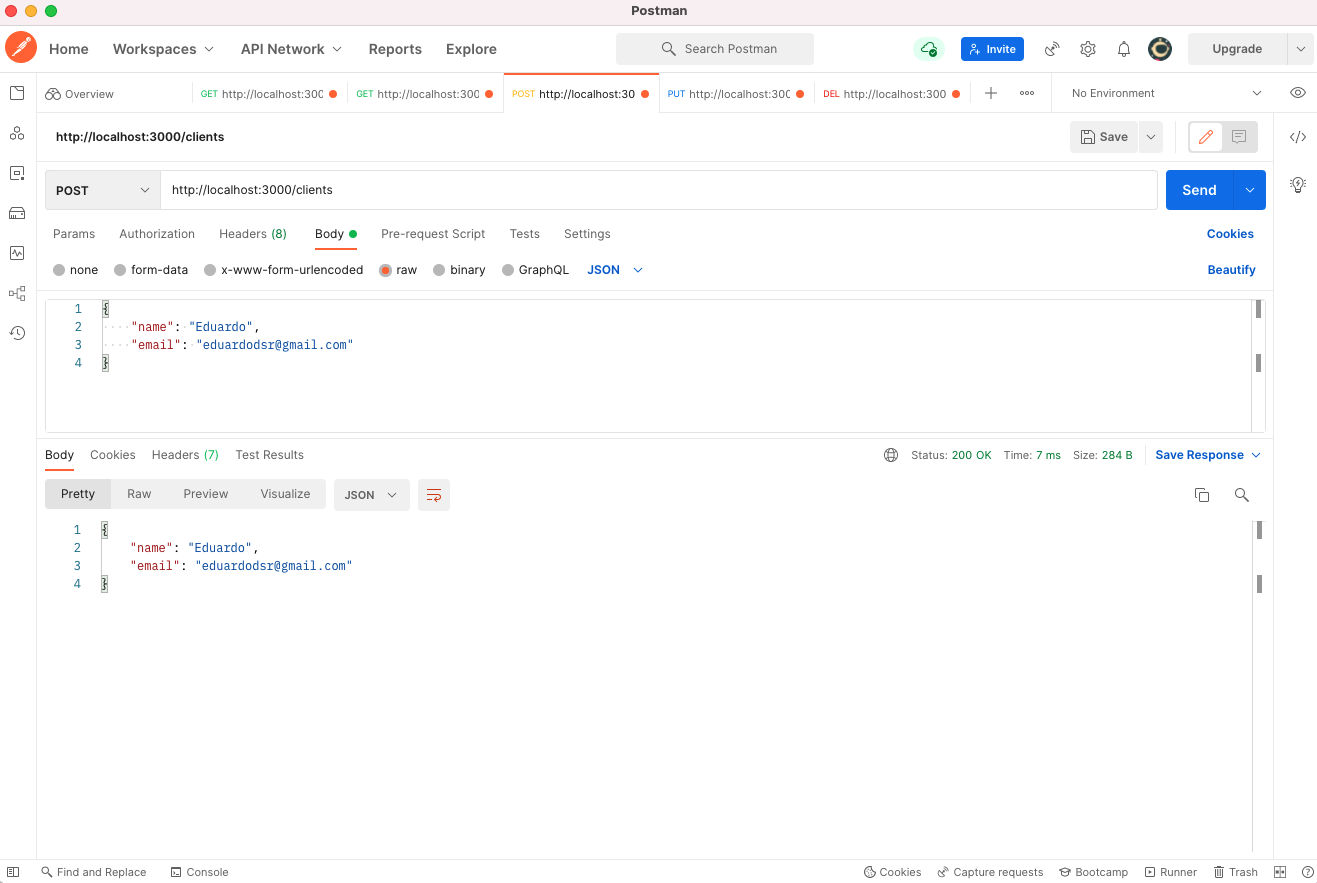 Postman
Home Workspaces API Network Reports Explore Search Postman Invite Upgrade
Overview GET http://localhost:300 GET http://localhost:300 POST http://localhost:30 PUT http://localhost:300 DEL http://localhost:300 No Environment
http://localhost:3000/clients Save
POST http://localhost:3000/clients Send
Params Authorization Headers (8) Body Pre-request Script Tests Settings Cookies
none form-data x-www-form-urlencoded raw binary GraphQL JSON Beautify
1 {
2 "name": "Eduardo",
3 "email": "eduardodsr@gmail.com"
4 }
Body Cookies Headers (7) Test Results Status: 200 OK Time: 7 ms Size: 284 B Save Response
Pretty Raw Preview Visualize JSON
1 {
2 "name": "Eduardo",
3 "email": "eduardodsr@gmail.com"
4 }
Find and Replace Console Cookies Capture requests Bootcamp Runner Trash